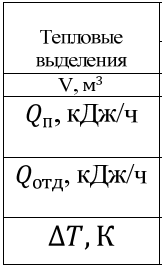 Тепловые
выделения
V, м³
Qп, кДж/ч
Qотд, кДж/ч
ΔT, К